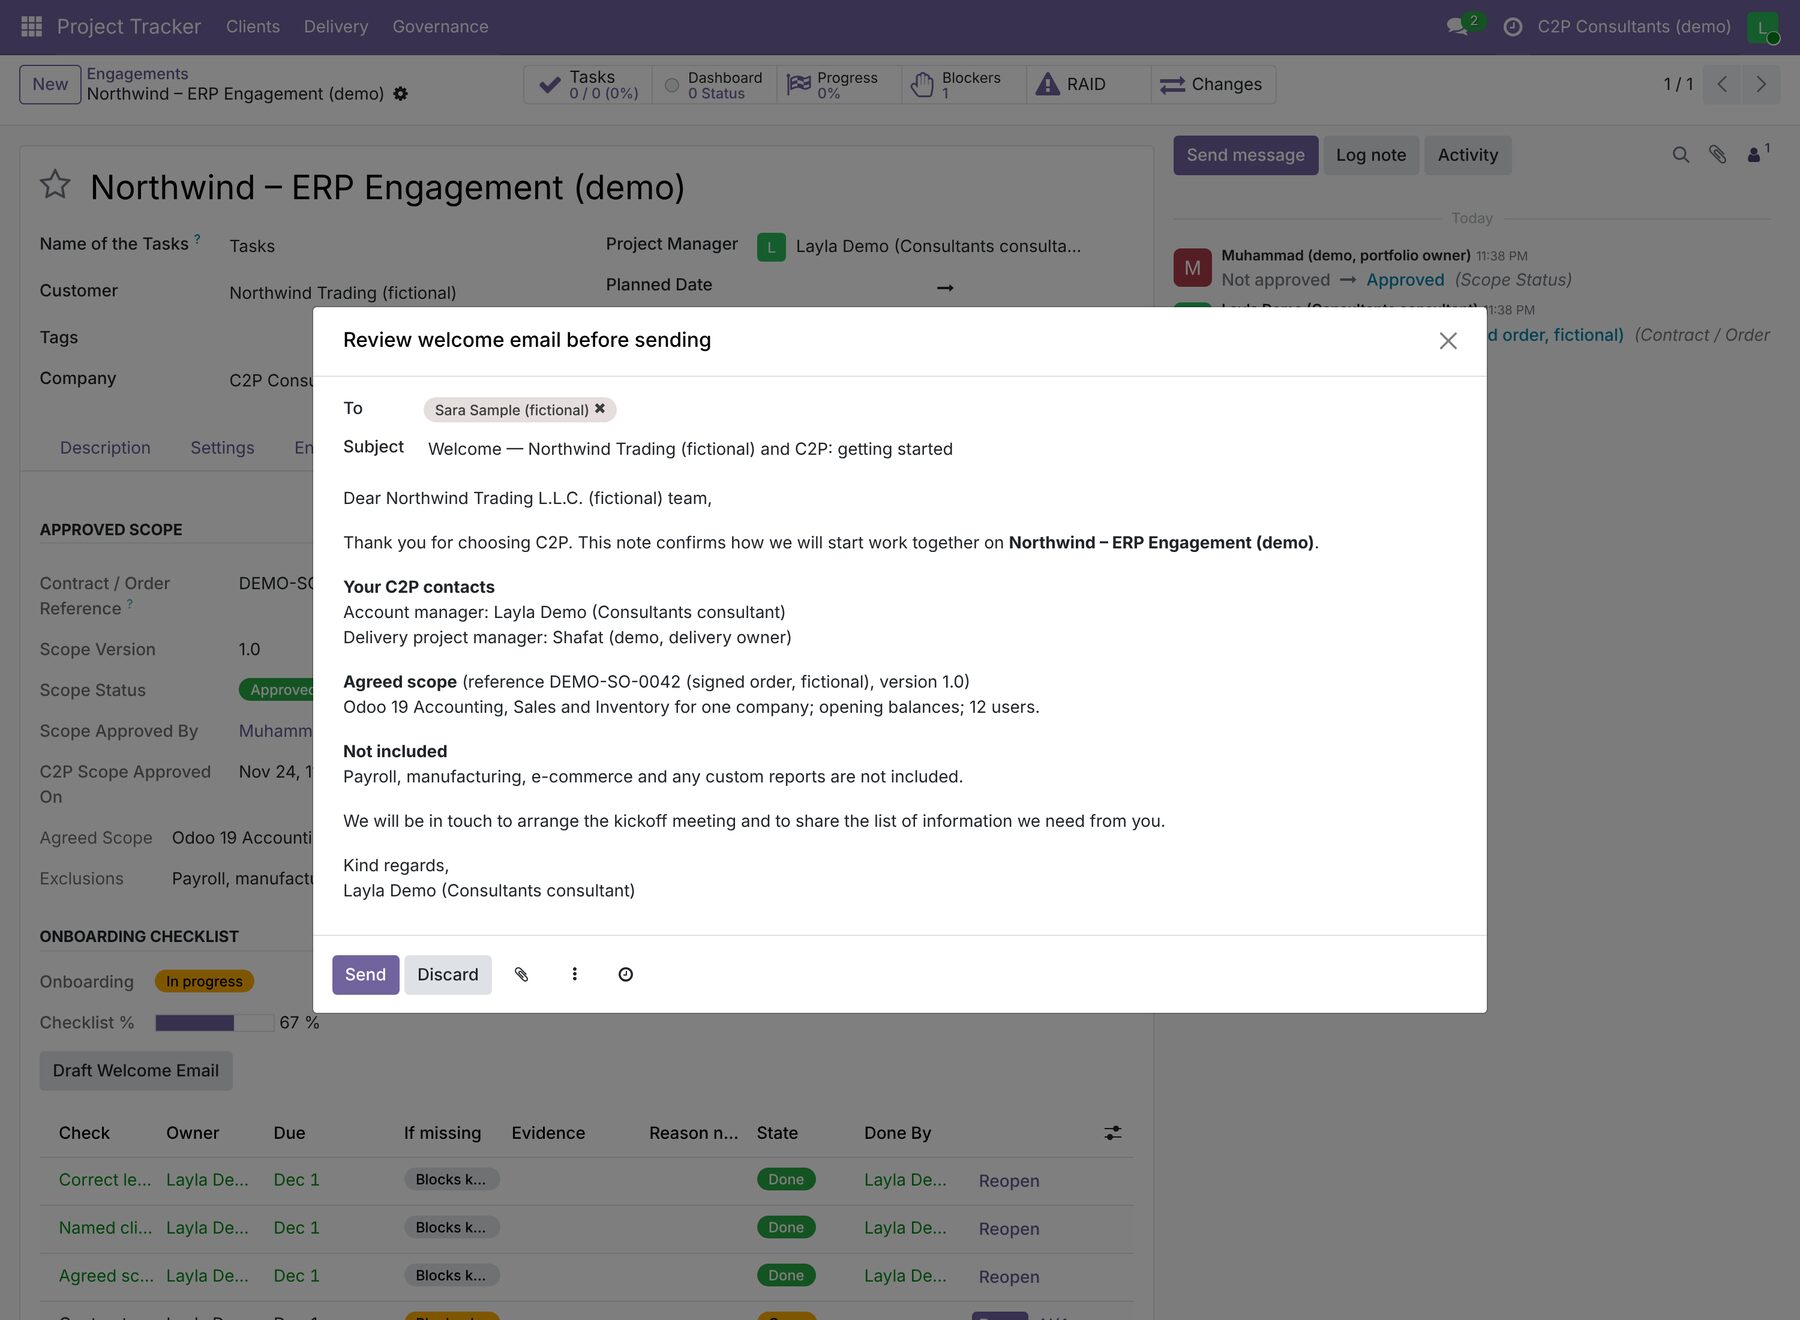 Project Tracker Clients Delivery Governance 2 C2P Consultants (demo) L
New Engagements
Northwind – ERP Engagement (demo)
Tasks
0 / 0 (0%)
Dashboard
0 Status
Progress
0%
Blockers
1
RAID
Changes
1 / 1
Northwind – ERP Engagement (demo)
Name of the Tasks ? Tasks
Customer Northwind Trading (fictional)
Tags
Company C2P
Project Manager L Layla Demo (Consultants consulta...
Planned Date
Description Settings
APPROVED SCOPE
Contract / Order
Reference ?
Scope Version 1.0
Scope Status Approved
Scope Approved By
C2P Scope Approved
On
Nov 24,
Agreed Scope Odoo 19
Exclusions Payroll,
ONBOARDING CHECKLIST
Onboarding In progress
Checklist % 67 %
Draft Welcome Email
Check Owner Due If missing Evidence Reason n... State Done By
Correct le... Layla De... Dec 1 Blocks k... Done Layla De... Reopen
Named cli... Layla De... Dec 1 Blocks k... Done Layla De... Reopen
Agreed sc... Layla De... Dec 1 Blocks k... Done Layla De... Reopen
Send message Log note Activity 1
Today
M Muhammad (demo, portfolio owner) 11:38 PM
Not approved → Approved (Scope Status)
11:38 PM
order, fictional) (Contract / Order
Review welcome email before sending
To Sara Sample (fictional)
Subject Welcome — Northwind Trading (fictional) and C2P: getting started
Dear Northwind Trading L.L.C. (fictional) team,
Thank you for choosing C2P. This note confirms how we will start work together on Northwind – ERP Engagement (demo).
Your C2P contacts
Account manager: Layla Demo (Consultants consultant)
Delivery project manager: Shafat (demo, delivery owner)
Agreed scope (reference DEMO-SO-0042 (signed order, fictional), version 1.0)
Odoo 19 Accounting, Sales and Inventory for one company; opening balances; 12 users.
Not included
Payroll, manufacturing, e-commerce and any custom reports are not included.
We will be in touch to arrange the kickoff meeting and to share the list of information we need from you.
Kind regards,
Layla Demo (Consultants consultant)
Send Discard